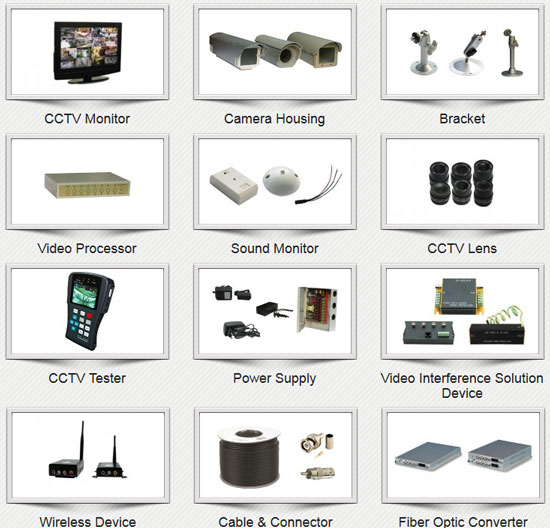 CCTV Monitor
Camera Housing
Bracket
Video Processor
Sound Monitor
CCTV Lens
CCTV Tester
Power Supply
Video Interference Solution
Device
Wireless Device
Cable & Connector
Fiber Optic Converter